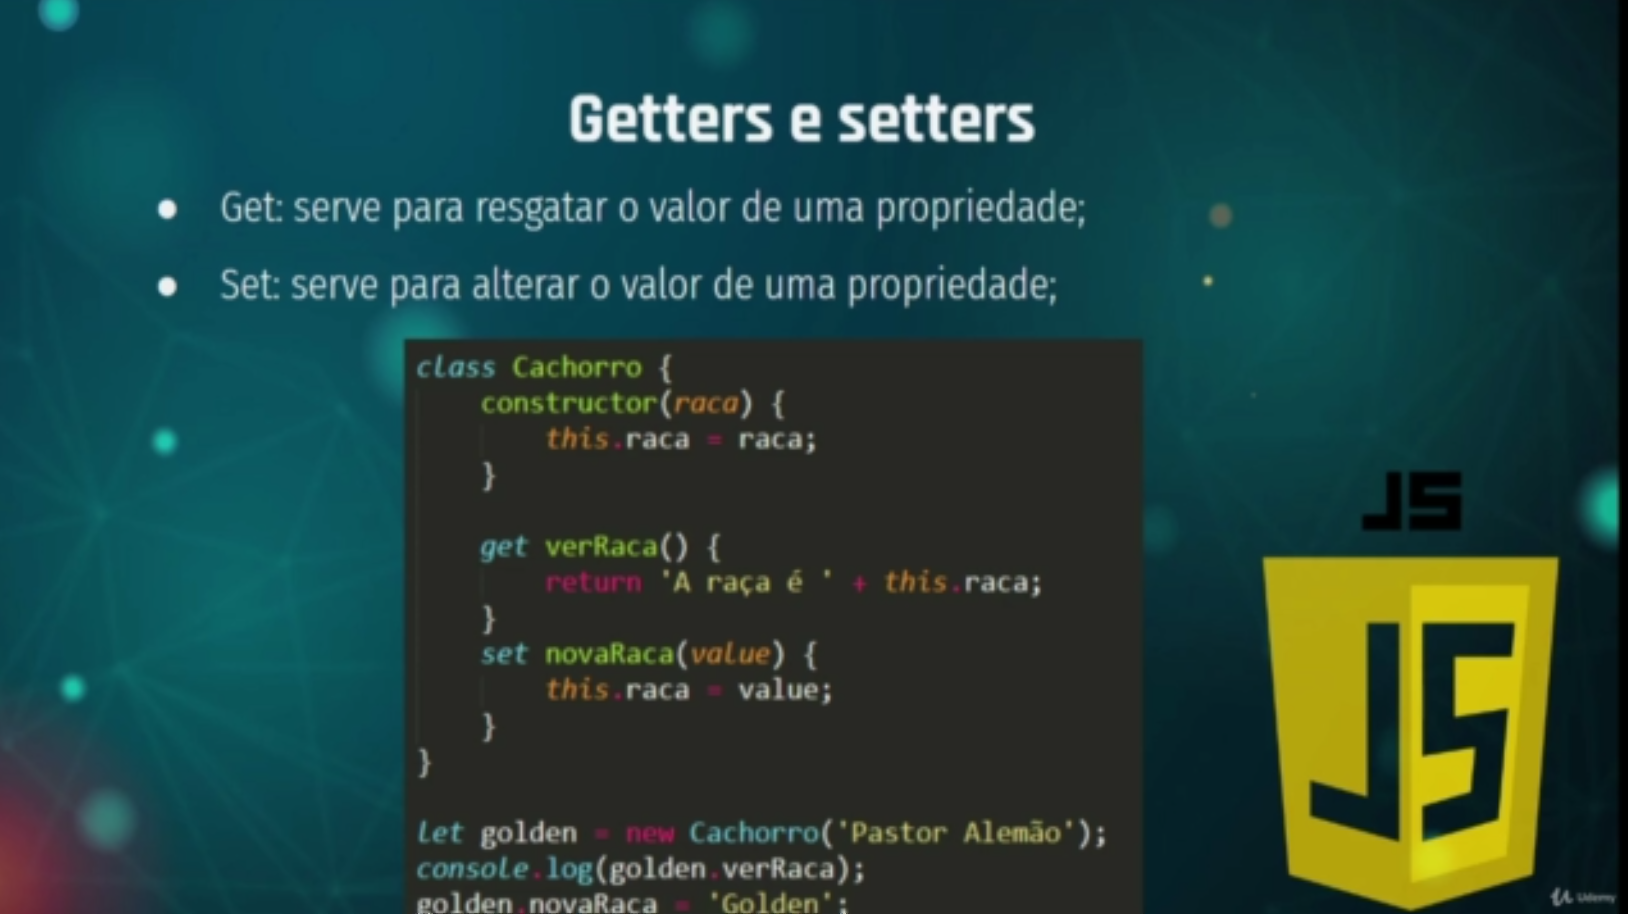 Getters e setters
Get: serve para resgatar o valor de uma propriedade;
Set: serve para alterar o valor de uma propriedade;
class Cachorro {
constructor(raca) {
this.raca = raca;
}
get verRaca() {
return 'A raça é ' + this.raca;
}
set novaRaca(value) {
this.raca = value;
}
}
let golden = new Cachorro('Pastor Alemão');
console.log(golden.verRaca);
golden.novaRaca = 'Golden';
JS
JS
Udemy